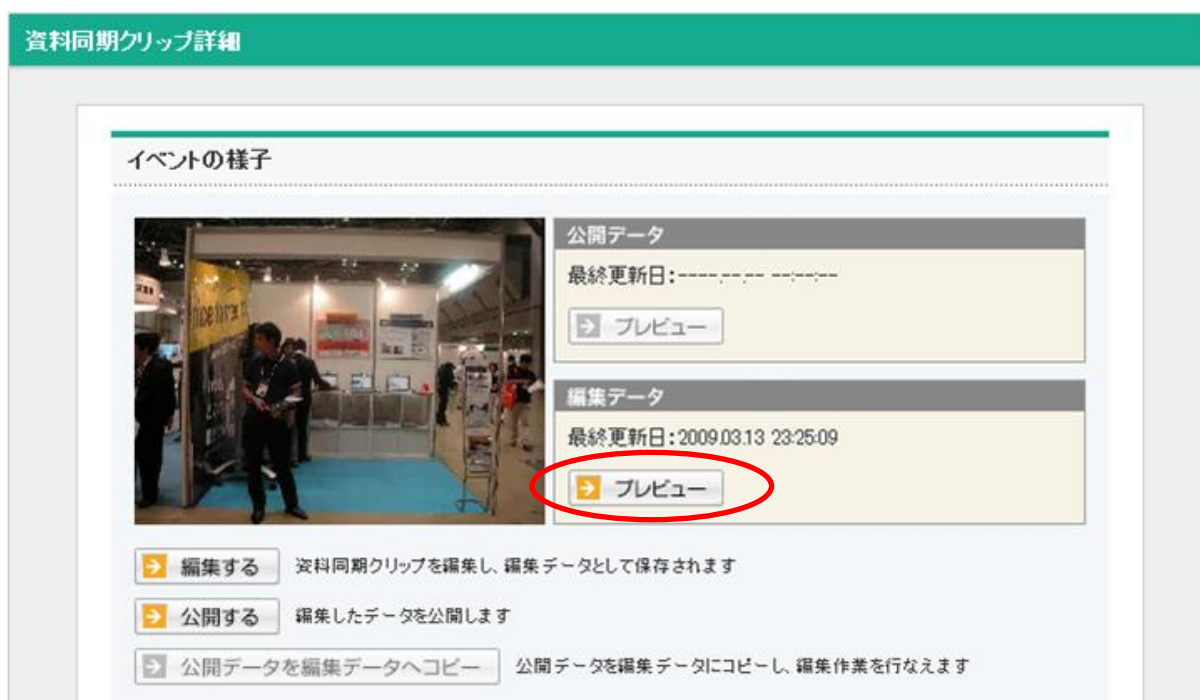 資料同期クリップ詳細
イベントの様子
公開データ
最終更新日:----.--.-- --:--:--
プレビュー
編集データ
最終更新日:2009.03.13 23:25:09
プレビュー
編集する 資料同期クリップを編集し、編集データとして保存されます
公開する 編集したデータを公開します
公開データを編集データへコピー 公開データを編集データにコピーし、編集作業を行なえます